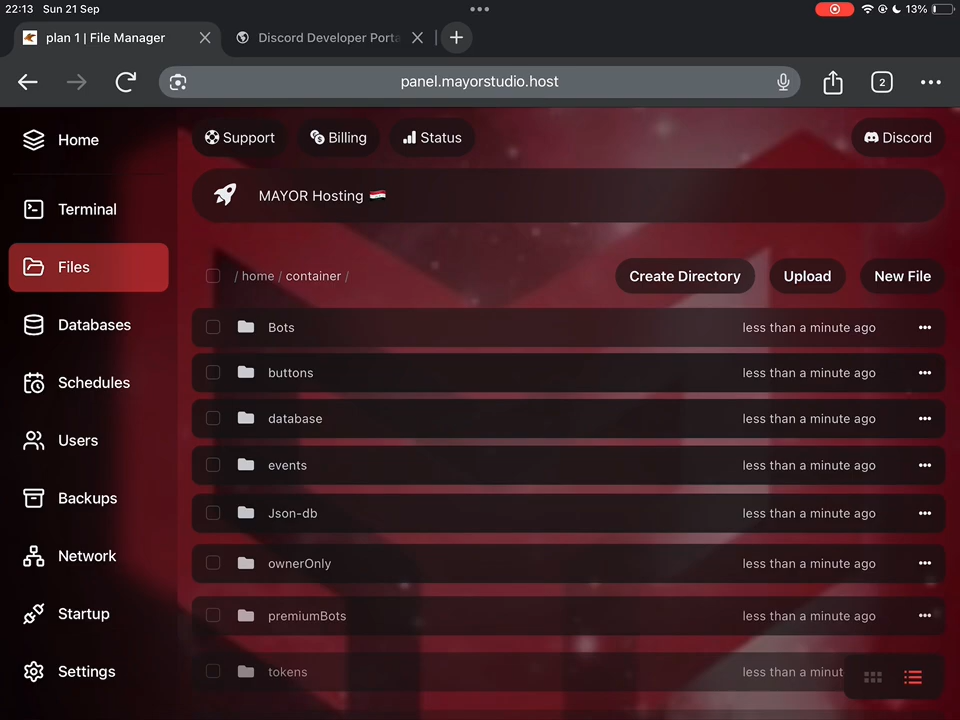 22:13 Sun 21 Sep
13%
plan 1 | File Manager
Discord Developer Porta
2
panel.mayorstudio.host
Home
Support
Billing
Status
Discord
MAYOR Hosting
Terminal
Files
Databases
Schedules
Users
Backups
Network
Startup
Settings
/ home / container /
Create Directory
Upload
New File
Bots less than a minute ago
buttons less than a minute ago
database less than a minute ago
events less than a minute ago
Json-db less than a minute ago
ownerOnly less than a minute ago
premiumBots less than a minute ago
tokens less than a minut